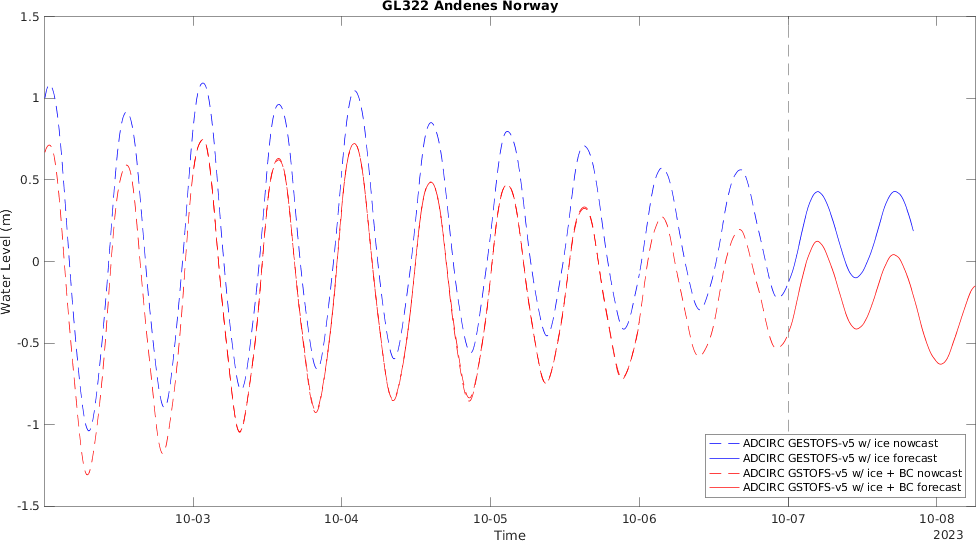 GL322 Andenes Norway
1.5
1
0.5
0
-0.5
-1
-1.5
Water Level (m)
10-03 10-04 10-05 10-06 10-07 10-08
Time
2023
ADCIRC GESTOFS-v5 w/ ice nowcast
ADCIRC GESTOFS-v5 w/ ice forecast
ADCIRC GSTOFS-v5 w/ ice + BC nowcast
ADCIRC GSTOFS-v5 w/ ice + BC forecast